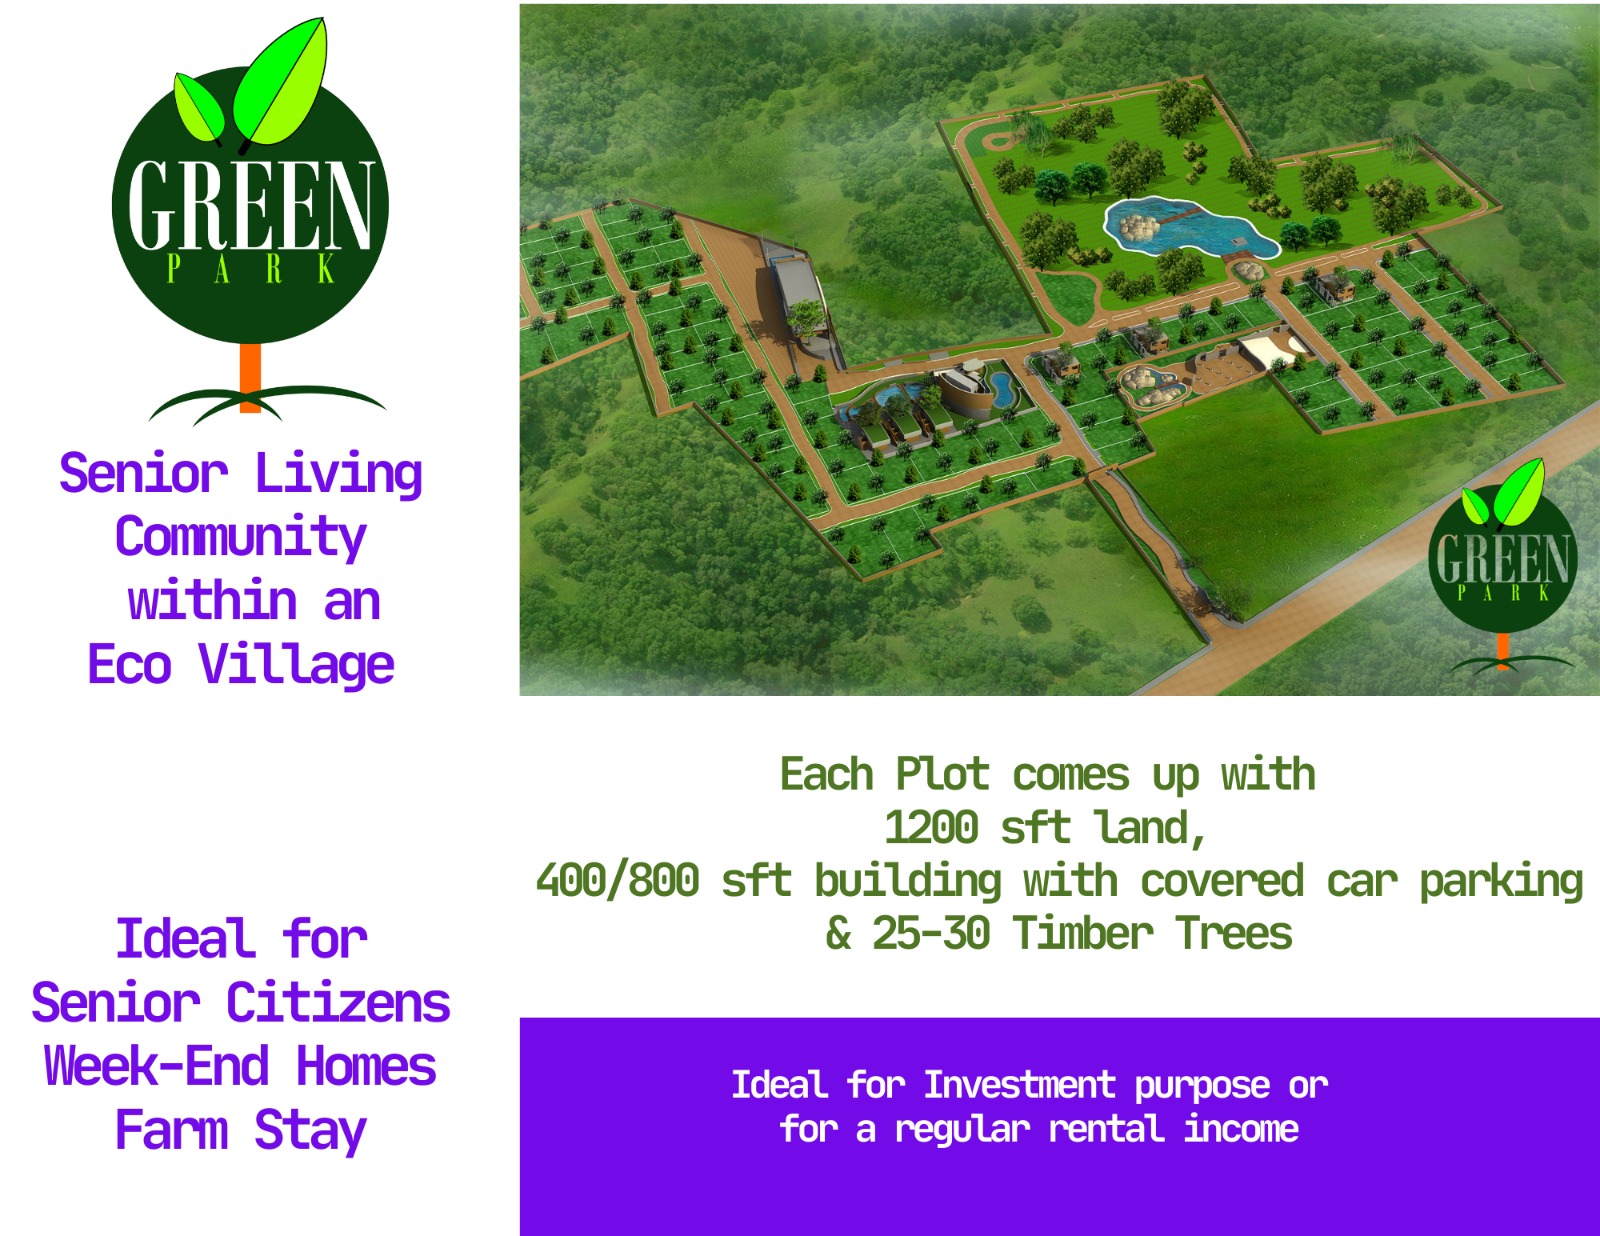 GREEN
PARK
Senior Living
Community
within an
Eco Village
Ideal for
Senior Citizens
Week-End Homes
Farm Stay
GREEN
PARK
Each Plot comes up with
1200 sft land,
400/800 sft building with covered car parking
& 25-30 Timber Trees
Ideal for Investment purpose or
for a regular rental income